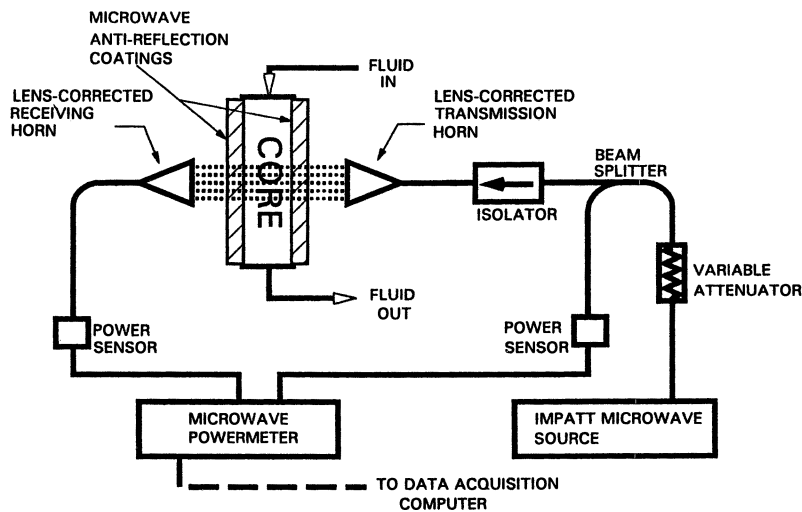 MICROWAVE
ANTI-REFLECTION
COATINGS
FLUID
IN
LENS-CORRECTED
RECEIVING
HORN
LENS-CORRECTED
TRANSMISSION
HORN
CORE
BEAM
SPLITTER
ISOLATOR
VARIABLE
ATTENUATOR
FLUID
OUT
POWER
SENSOR
POWER
SENSOR
MICROWAVE
POWERMETER
IMPATT MICROWAVE
SOURCE
TO DATA ACQUISITION
COMPUTER